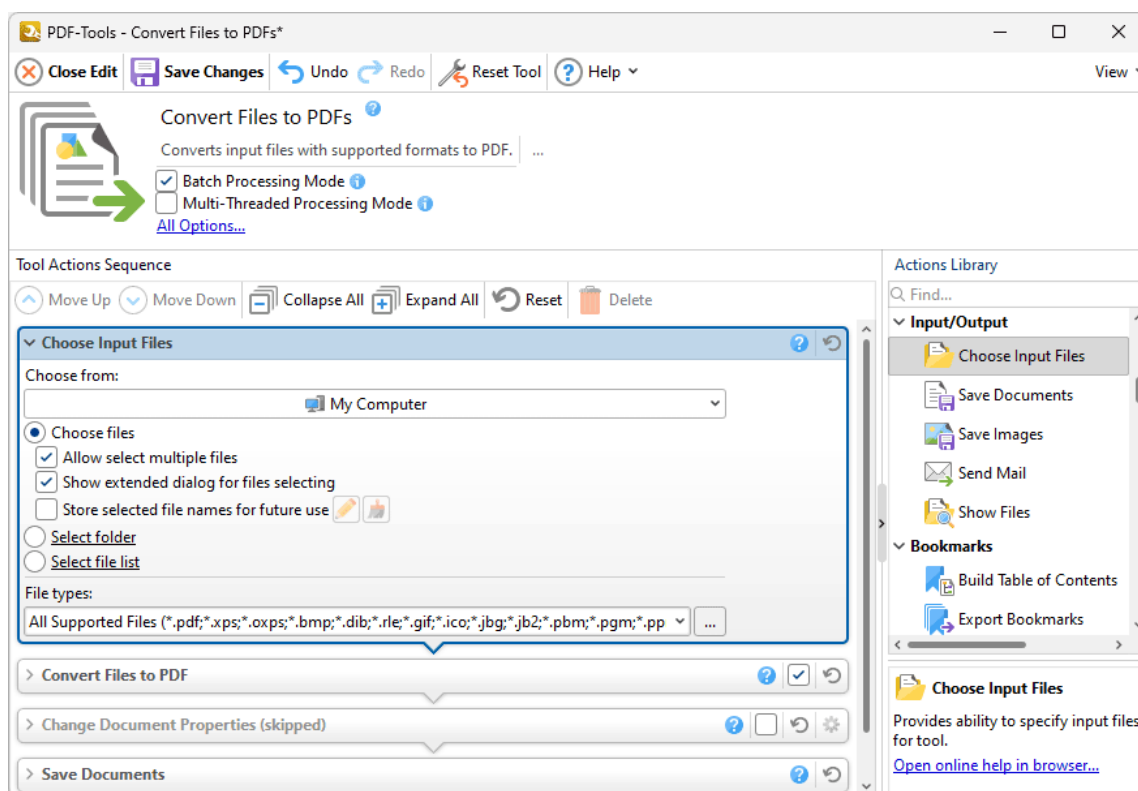 PDF-Tools - Convert Files to PDFs*
Close Edit Save Changes Undo Redo Reset Tool Help View
Convert Files to PDFs
Converts input files with supported formats to PDF. ...
Batch Processing Mode
Multi-Threaded Processing Mode
All Options...
Tool Actions Sequence
Move Up Move Down Collapse All Expand All Reset Delete
Choose Input Files
Choose from:
My Computer
Choose files
Allow select multiple files
Show extended dialog for files selecting
Store selected file names for future use
Select folder
Select file list
File types:
All Supported Files (*.pdf;*.xps;*.oxps;*.bmp;*.dib;*.rle;*.gif;*.ico;*.jbg;*.jb2;*.pbm;*.pgm;*.pp ...
Convert Files to PDF
Change Document Properties (skipped)
Save Documents
Actions Library
Find...
Input/Output
Choose Input Files
Save Documents
Save Images
Send Mail
Show Files
Bookmarks
Build Table of Contents
Export Bookmarks
Choose Input Files
Provides ability to specify input files
for tool.
Open online help in browser...